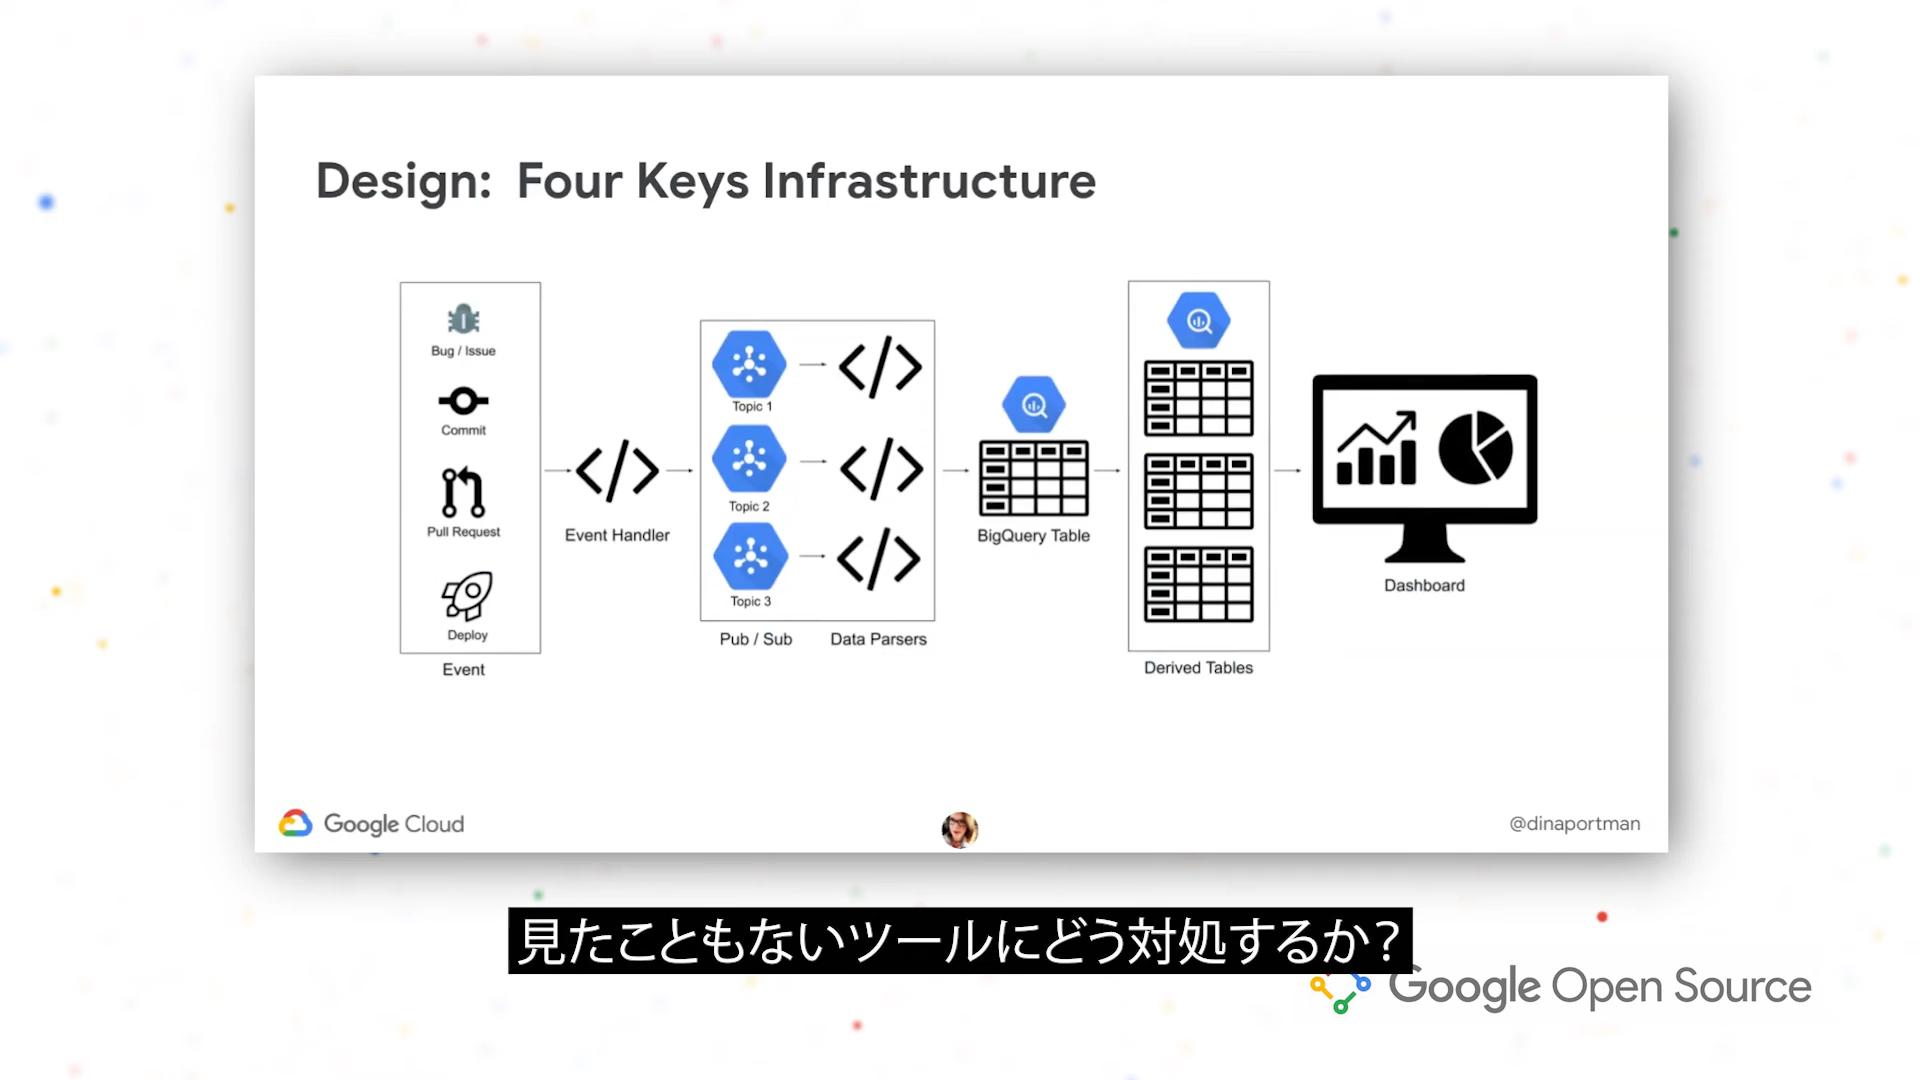 Design: Four Keys Infrastructure
Bug / Issue
Commit
Pull Request
Deploy
Event
Event Handler
Topic 1
Topic 2
Topic 3
Pub / Sub
Data Parsers
BigQuery Table
Derived Tables
Dashboard
Google Cloud
@dinaportman
見たこともないツールにどう対処するか?
Google Open Source